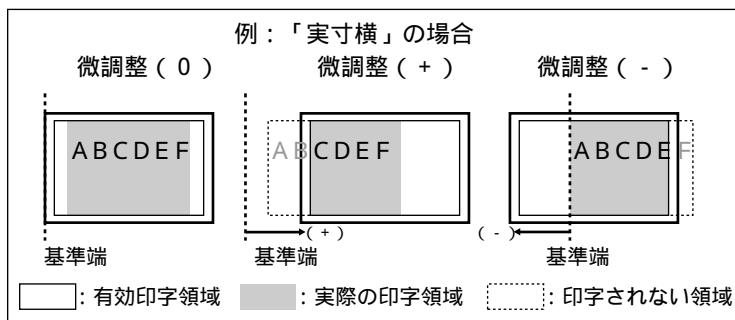 例：「実寸横」の場合
微調整（0） 微調整（+） 微調整（-）
ABCDEF ABCDEF ABCDEF
(+) (-)
基準端 基準端 基準端
：有効印字領域 ：実際の印字領域 ：印字されない領域